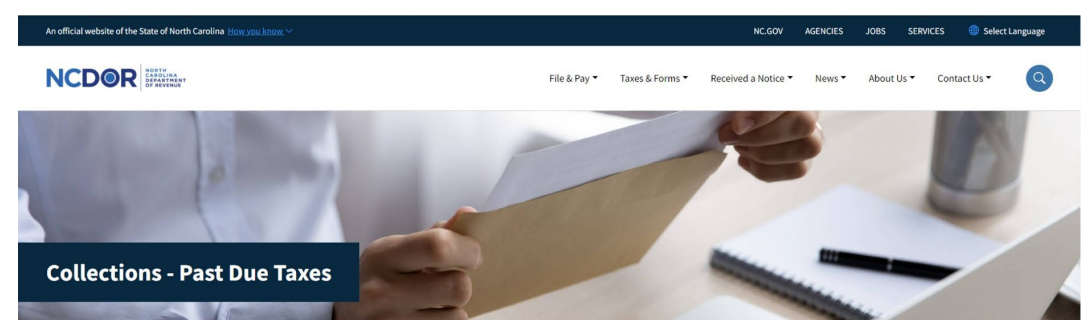 An official website of the State of North Carolina How you know
NC.GOV AGENCIES JOBS SERVICES Select Language
NCDOR NORTH CAROLINA DEPARTMENT OF REVENUE
File & Pay Taxes & Forms Received a Notice News About Us Contact Us
Collections - Past Due Taxes